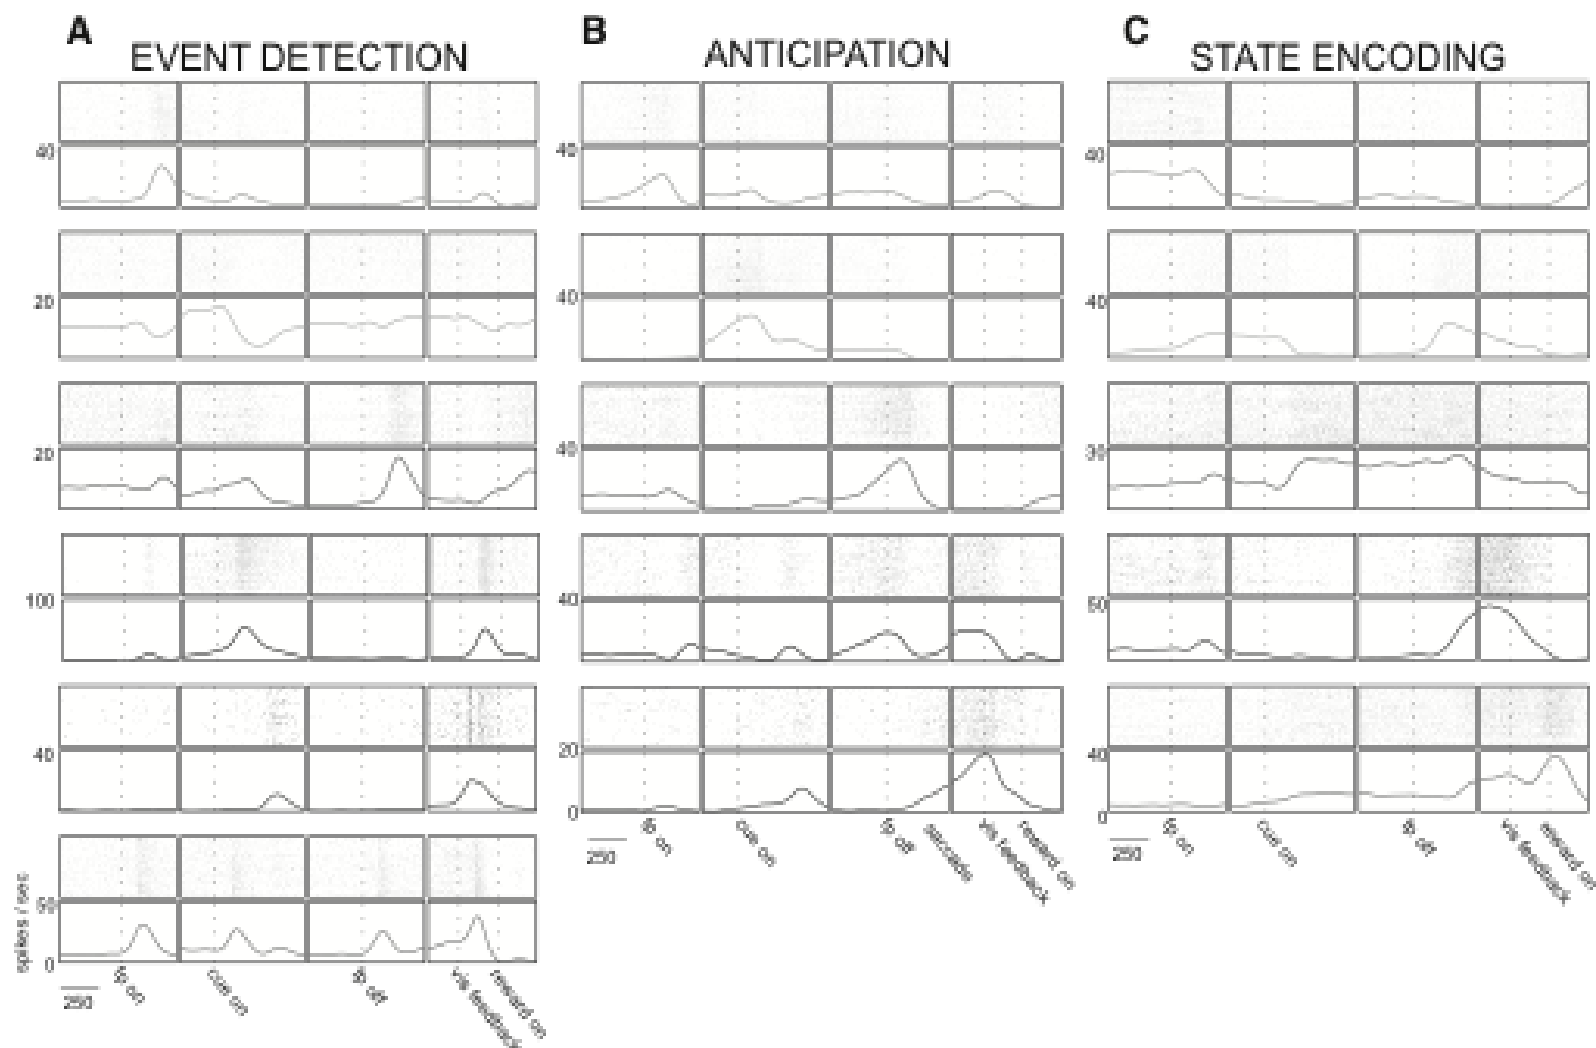 A
EVENT DETECTION
40
20
20
100
40
50
0
spikes / sec
250
fp on
cue on
fp off
vis feedback
reward on
B
ANTICIPATION
40
40
40
40
20
0
250
fp on
cue on
fp off
saccade
vis feedback
reward on
C
STATE ENCODING
40
40
30
50
40
0
250
fp on
cue on
fp off
vis feedback
reward on